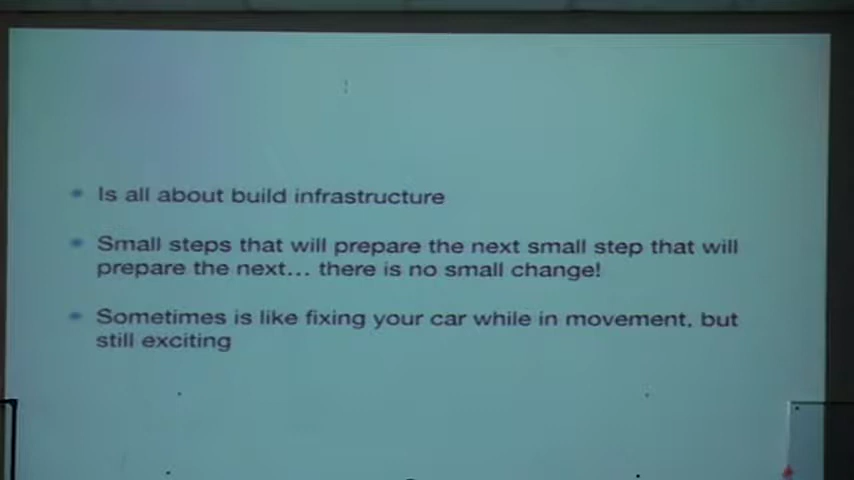 Is all about build infrastructure
Small steps that will prepare the next small step that will
prepare the next... there is no small change!
Sometimes is like fixing your car while in movement, but
still exciting